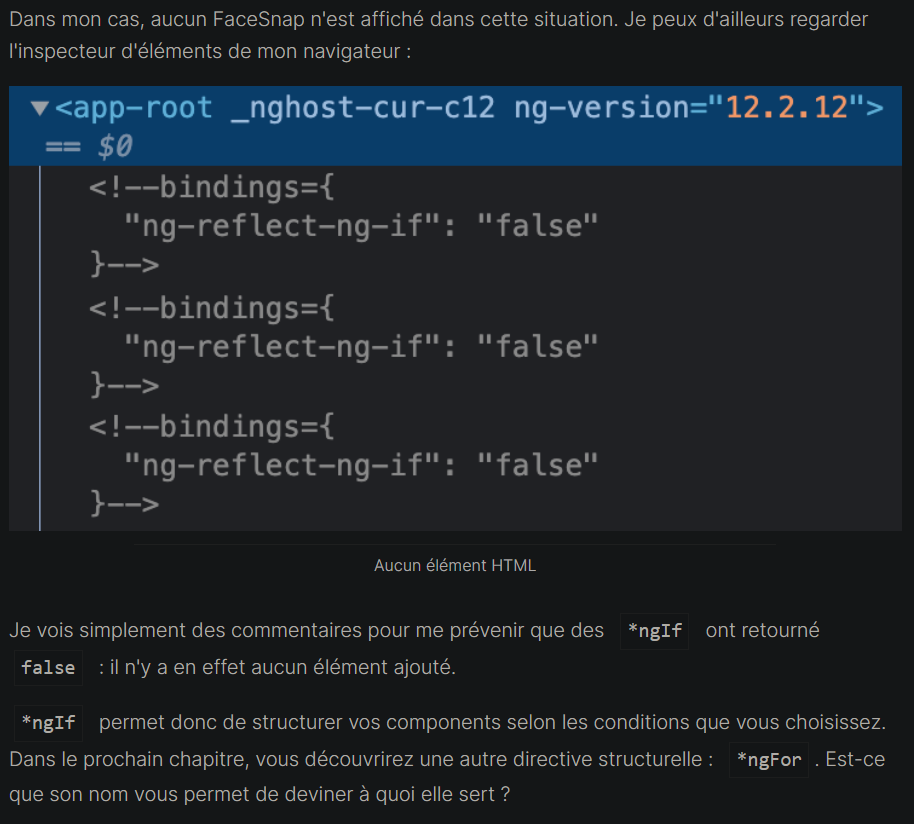 Dans mon cas, aucun FaceSnap n'est affiché dans cette situation. Je peux d'ailleurs regarder
l'inspecteur d'éléments de mon navigateur :
▼<app-root _nghost-cur-c12 ng-version="12.2.12">
== $0
<!--bindings={
"ng-reflect-ng-if": "false"
}-->
<!--bindings={
"ng-reflect-ng-if": "false"
}-->
<!--bindings={
"ng-reflect-ng-if": "false"
}-->
Aucun élément HTML
Je vois simplement des commentaires pour me prévenir que des *ngIf ont retourné
false : il n'y a en effet aucun élément ajouté.
*ngIf permet donc de structurer vos components selon les conditions que vous choisissez.
Dans le prochain chapitre, vous découvrirez une autre directive structurelle : *ngFor . Est-ce
que son nom vous permet de deviner à quoi elle sert ?